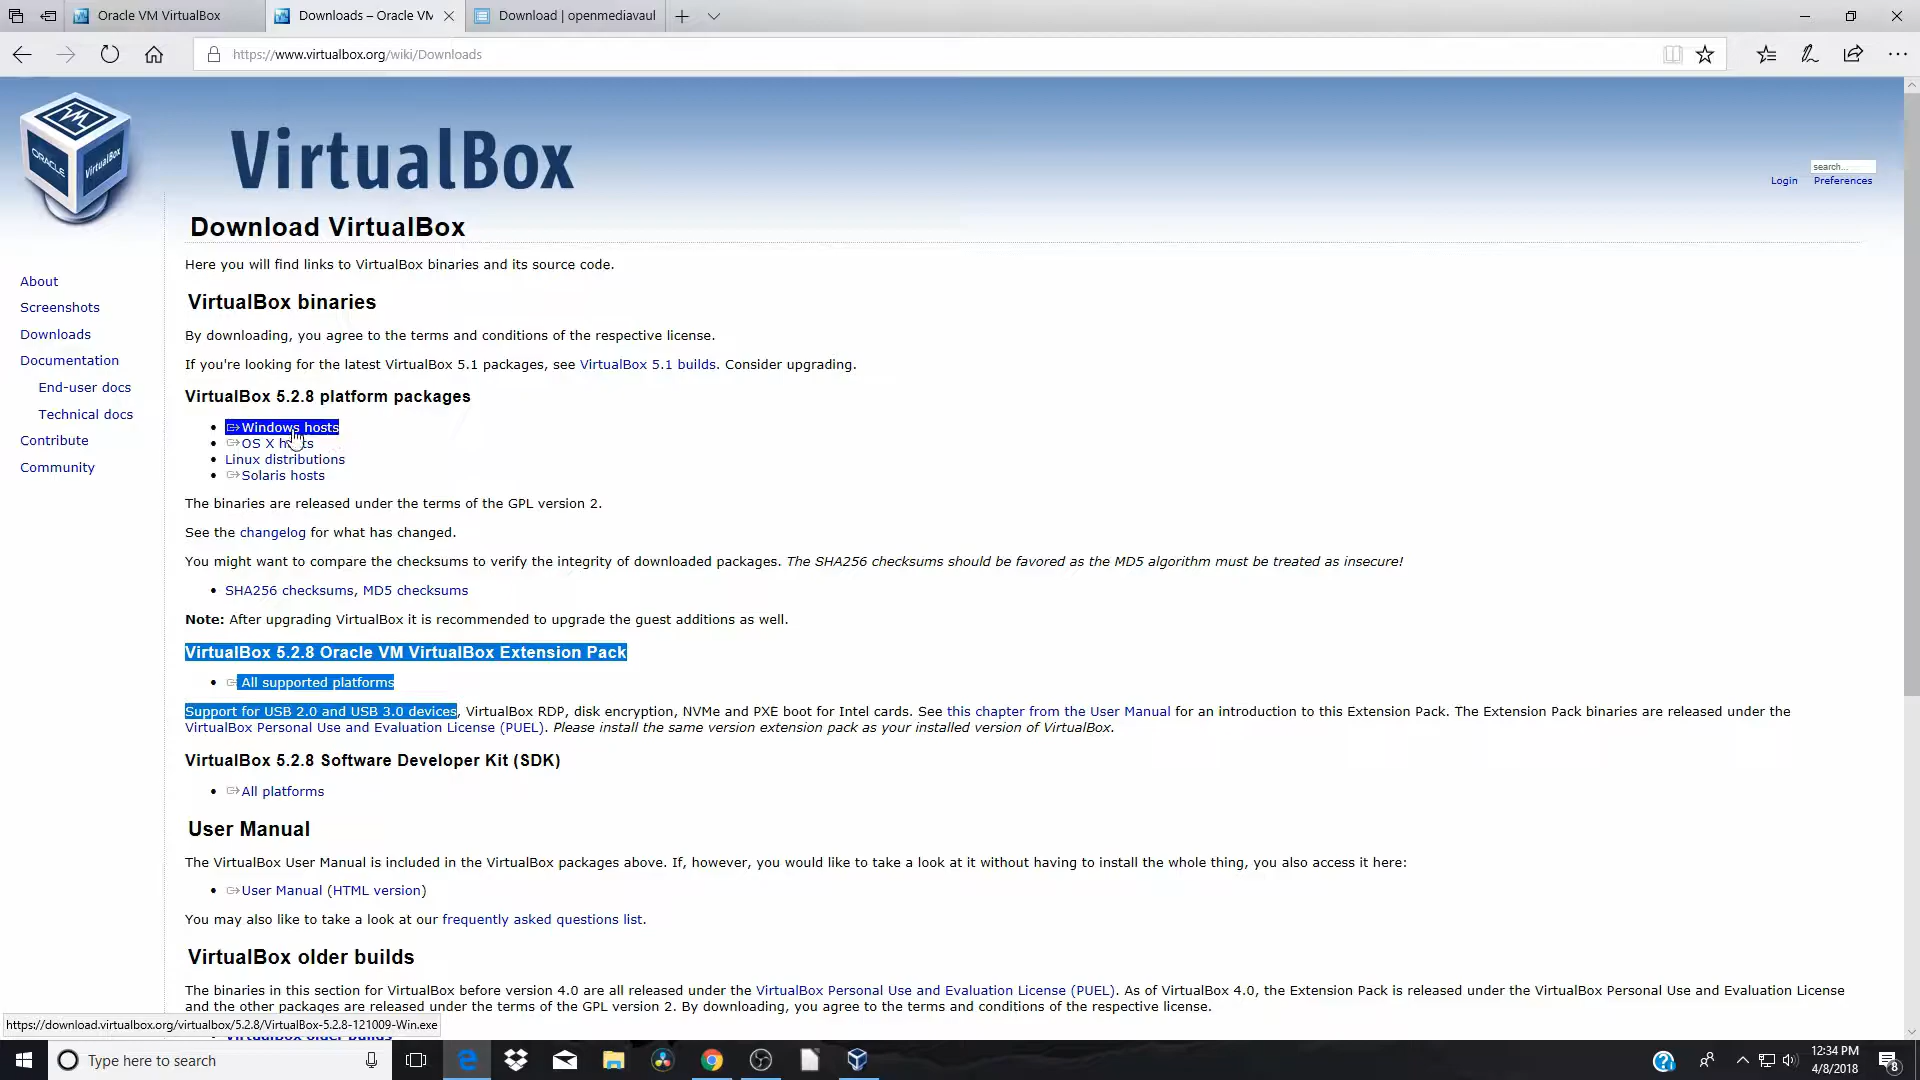 Oracle VM VirtualBox
Downloads – Oracle VM
Download | openmediavaul
https://www.virtualbox.org/wiki/Downloads
VirtualBox
search...
Login Preferences
Download VirtualBox
Here you will find links to VirtualBox binaries and its source code.
About
Screenshots
Downloads
Documentation
End-user docs
Technical docs
Contribute
Community
VirtualBox binaries
By downloading, you agree to the terms and conditions of the respective license.
If you're looking for the latest VirtualBox 5.1 packages, see VirtualBox 5.1 builds. Consider upgrading.
VirtualBox 5.2.8 platform packages
• Windows hosts
• OS X hosts
• Linux distributions
• Solaris hosts
The binaries are released under the terms of the GPL version 2.
See the changelog for what has changed.
You might want to compare the checksums to verify the integrity of downloaded packages. The SHA256 checksums should be favored as the MD5 algorithm must be treated as insecure!
• SHA256 checksums, MD5 checksums
Note: After upgrading VirtualBox it is recommended to upgrade the guest additions as well.
VirtualBox 5.2.8 Oracle VM VirtualBox Extension Pack
• All supported platforms
Support for USB 2.0 and USB 3.0 devices, VirtualBox RDP, disk encryption, NVMe and PXE boot for Intel cards. See this chapter from the User Manual for an introduction to this Extension Pack. The Extension Pack binaries are released under the
VirtualBox Personal Use and Evaluation License (PUEL). Please install the same version extension pack as your installed version of VirtualBox.
VirtualBox 5.2.8 Software Developer Kit (SDK)
• All platforms
User Manual
The VirtualBox User Manual is included in the VirtualBox packages above. If, however, you would like to take a look at it without having to install the whole thing, you also access it here:
• User Manual (HTML version)
You may also like to take a look at our frequently asked questions list.
VirtualBox older builds
The binaries in this section for VirtualBox before version 4.0 are all released under the VirtualBox Personal Use and Evaluation License (PUEL). As of VirtualBox 4.0, the Extension Pack is released under the VirtualBox Personal Use and Evaluation License
and the other packages are released under the terms of the GPL version 2. By downloading, you agree to the terms and conditions of the respective license.
https://download.virtualbox.org/virtualbox/5.2.8/VirtualBox-5.2.8-121009-Win.exe
VirtualBox older builds
Type here to search
12:34 PM
4/8/2018
8
ORACLE
VirtualBox